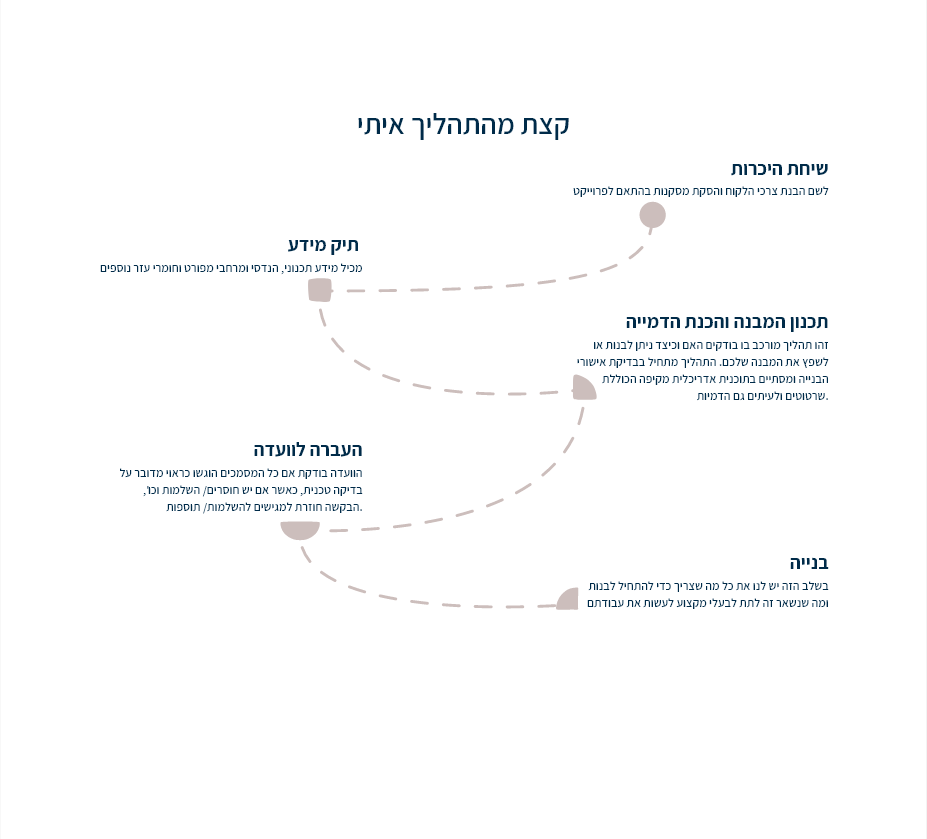 קצת מהתהליך איתי
שיחת היכרות
לשם הבנת צרכי הלקוח והסקת מסקנות בהתאם לפרוייקט
תיק מידע
מכיל מידע תכנוני, הנדסי ומרחבי מפורט וחומרי עזר נוספים
תכנון המבנה והכנת הדמייה
זהו תהליך מורכב בו בודקים האם וכיצד ניתן לבנות או
לשפץ את המבנה שלכם. התהליך מתחיל בבדיקת אישורי
הבנייה ומסתיים בתוכנית אדריכלית מקיפה הכוללת
.שרטוטים ולעיתים גם הדמיות
העברה לוועדה
הוועדה בודקת אם כל המסמכים הוגשו כראוי מדובר על
בדיקה טכנית, כאשר אם יש חוסרים/ השלמות וכו',
.הבקשה חוזרת למגישים להשלמות/ תוספות
בנייה
בשלב הזה יש לנו את כל מה שצריך כדי להתחיל לבנות
ומה שנשאר זה לתת לבעלי מקצוע לעשות את עבודתם